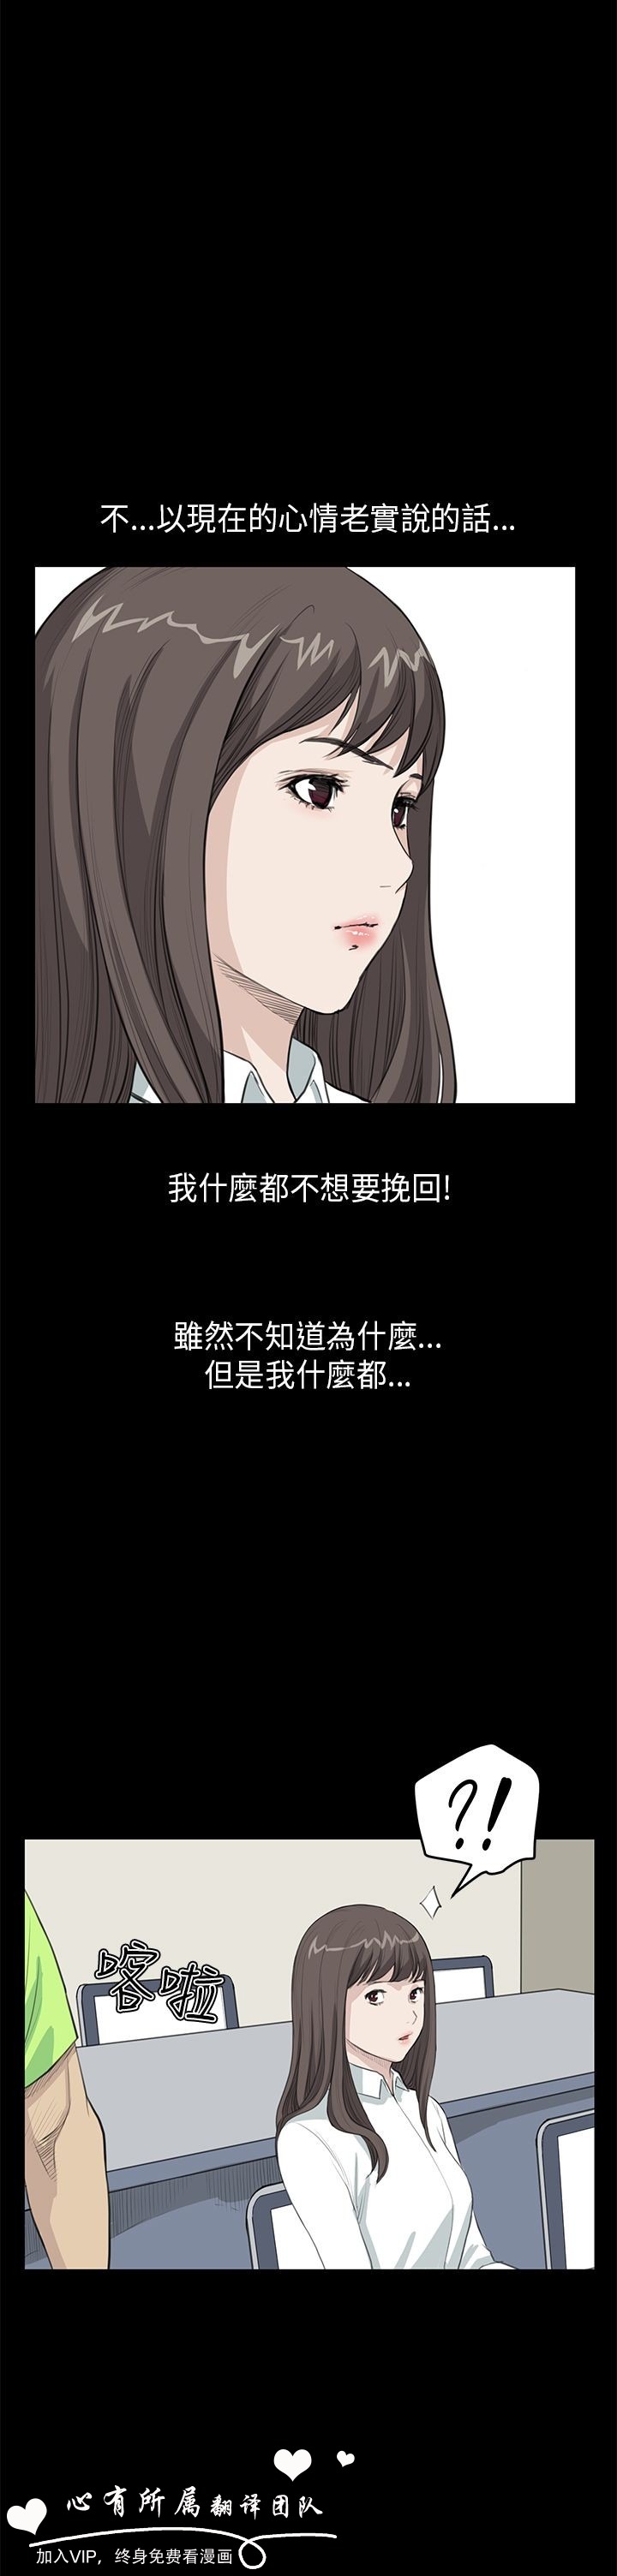 不...以現在的心情老實說的話...
我什麼都不想要挽回!
雖然不知道為什麼...
但是我什麼都...
?!
喀啦
心有所属翻译团队
加入VIP，终身免费看漫画